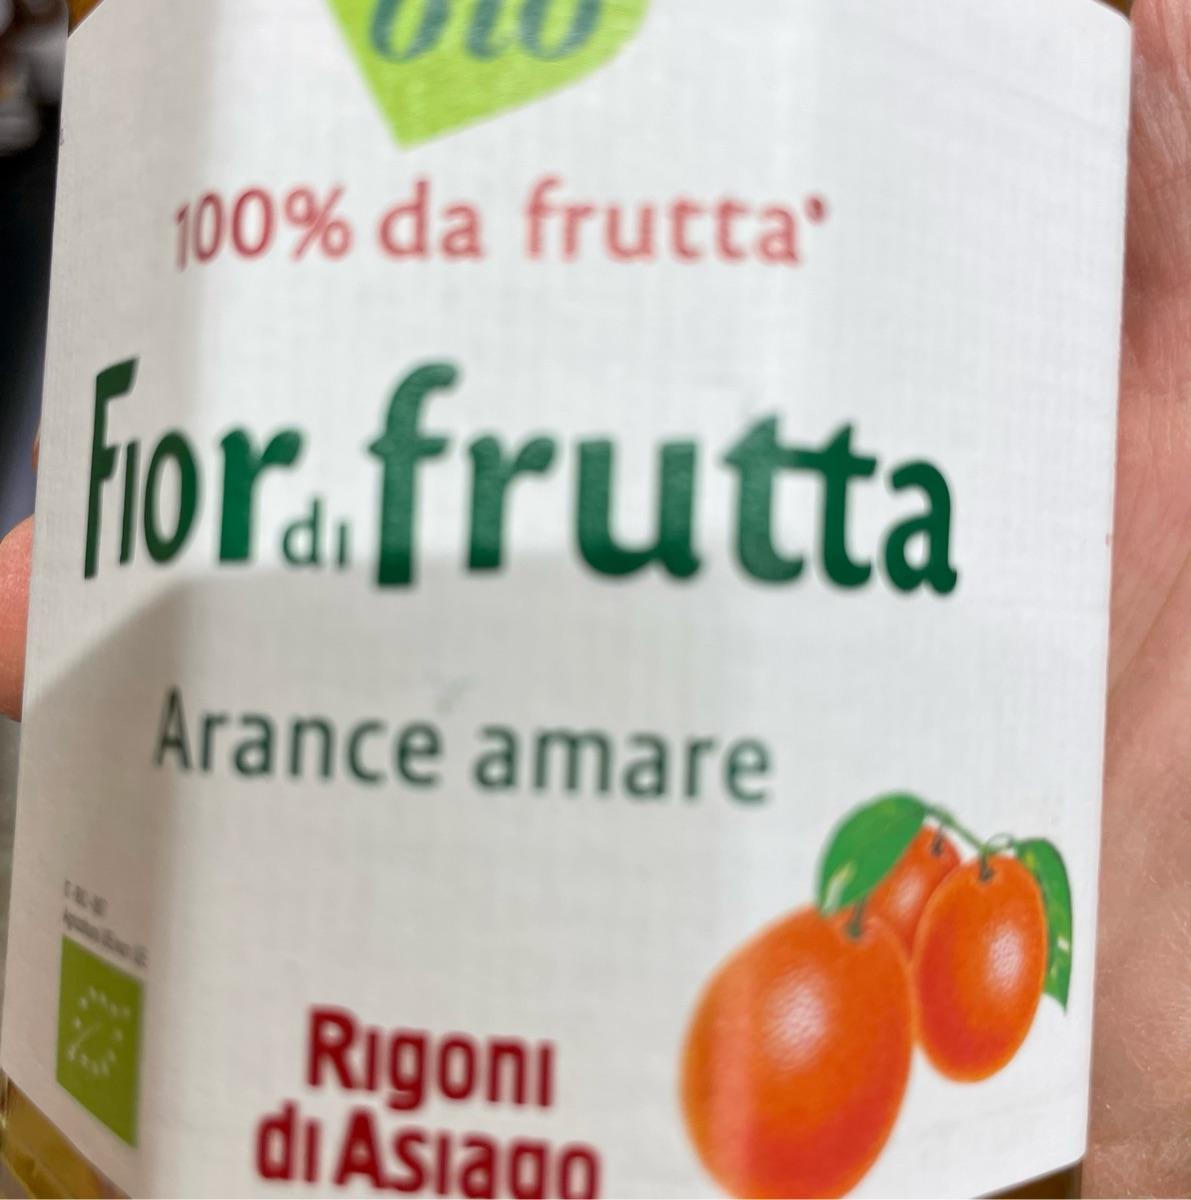 bio
100% da frutta*
Fior di frutta
Arance amare
Rigoni
di Asiago